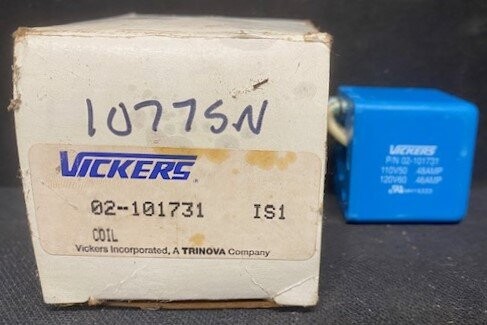 1077SN
VICKERS
02-101731 IS1
COIL
Vickers Incorporated, A TRINOVA Company
VICKERS
P/N 02-101731
110V50 .48AMP
120V60 .46AMP